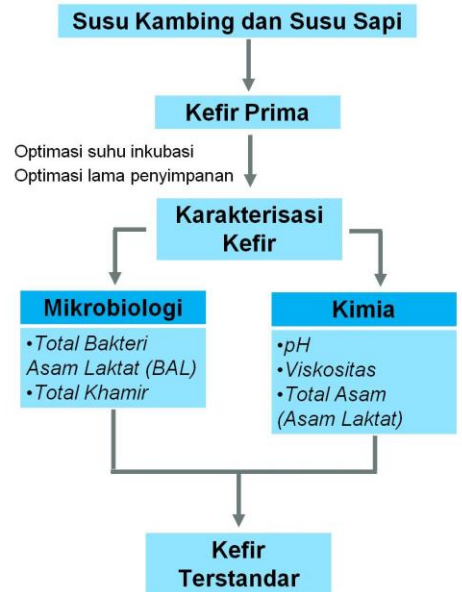 Susu Kambing dan Susu Sapi
Kefir Prima
Optimasi suhu inkubasi
Optimasi lama penyimpanan
Karakterisasi
Kefir
Mikrobiologi
•Total Bakteri
Asam Laktat (BAL)
•Total Khamir
Kimia
•pH
•Viskositas
•Total Asam
(Asam Laktat)
Kefir
Terstandar